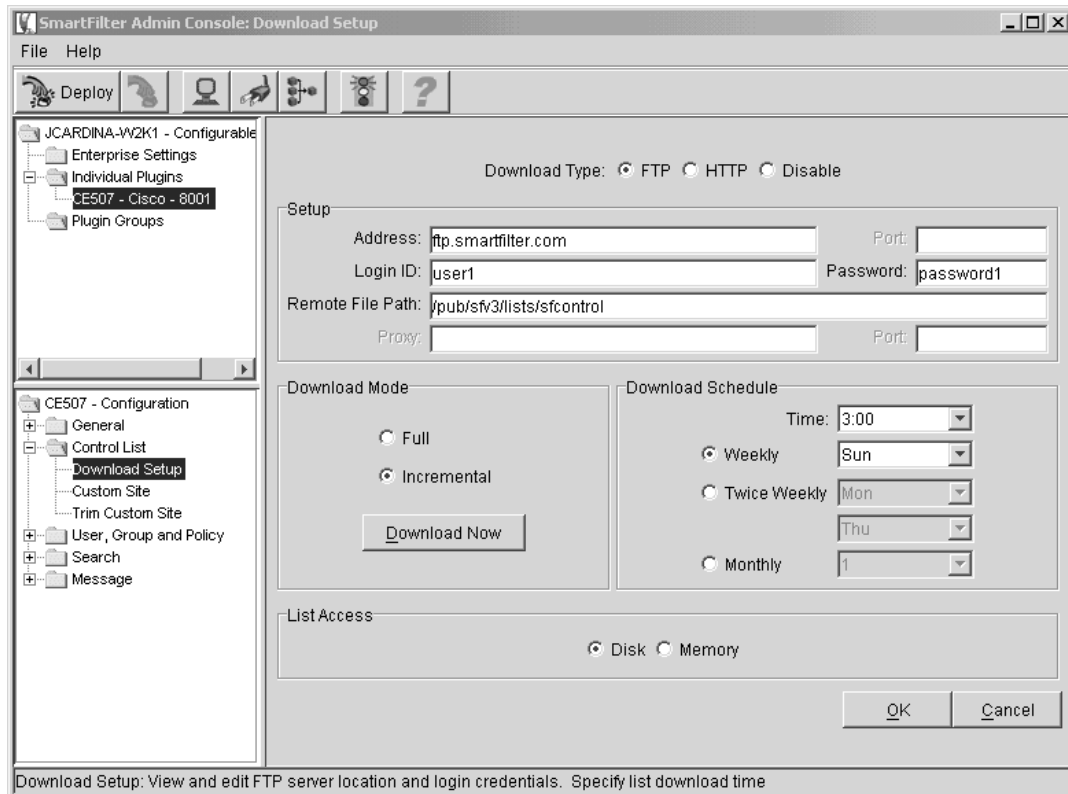 SmartFilter Admin Console: Download Setup
File Help
Deploy
JCARDINA-W2K1 - Configurable
Enterprise Settings
Individual Plugins
CE507 - Cisco - 8001
Plugin Groups
Download Type: FTP HTTP Disable
Setup
Address: ftp.smartfilter.com Port:
Login ID: user1 Password: password1
Remote File Path: /pub/sfv3/lists/sfcontrol
Proxy: Port:
CE507 - Configuration
General
Control List
Download Setup
Custom Site
Trim Custom Site
User, Group and Policy
Search
Message
Download Mode
Full
Incremental
Download Now
Download Schedule
Time: 3:00
Weekly Sun
Twice Weekly Mon
Thu
Monthly 1
List Access
Disk Memory
OK Cancel
Download Setup: View and edit FTP server location and login credentials. Specify list download time